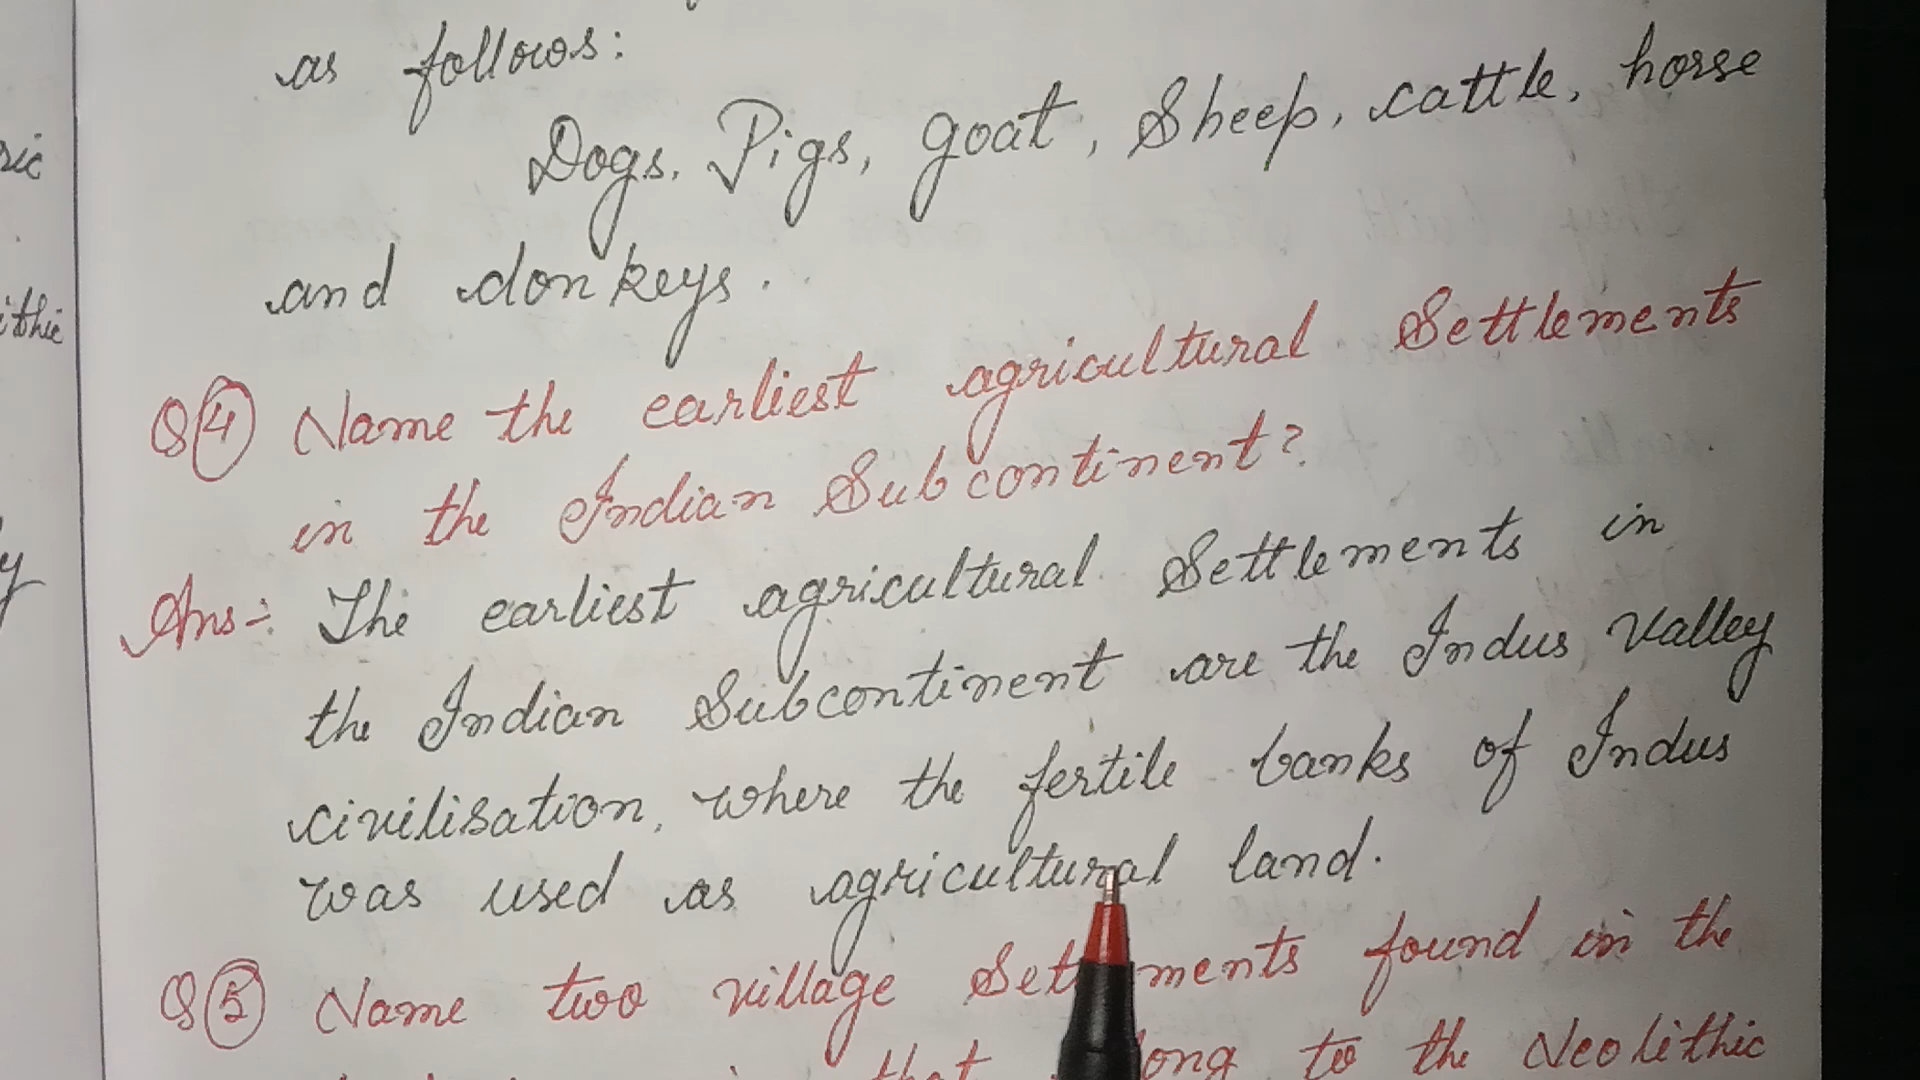 as follows:
Dogs, Pigs, goat, Sheep, cattle, horse
and donkeys.
Q4 Name the earliest agricultural Settlements
in the Indian Subcontinent?
Ans:- The earliest agricultural Settlements in
the Indian Subcontinent are the Indus Valley
civilisation, where the fertile banks of Indus
was used as agricultural land.
Q5 Name two village found in the
that to the Neolithic